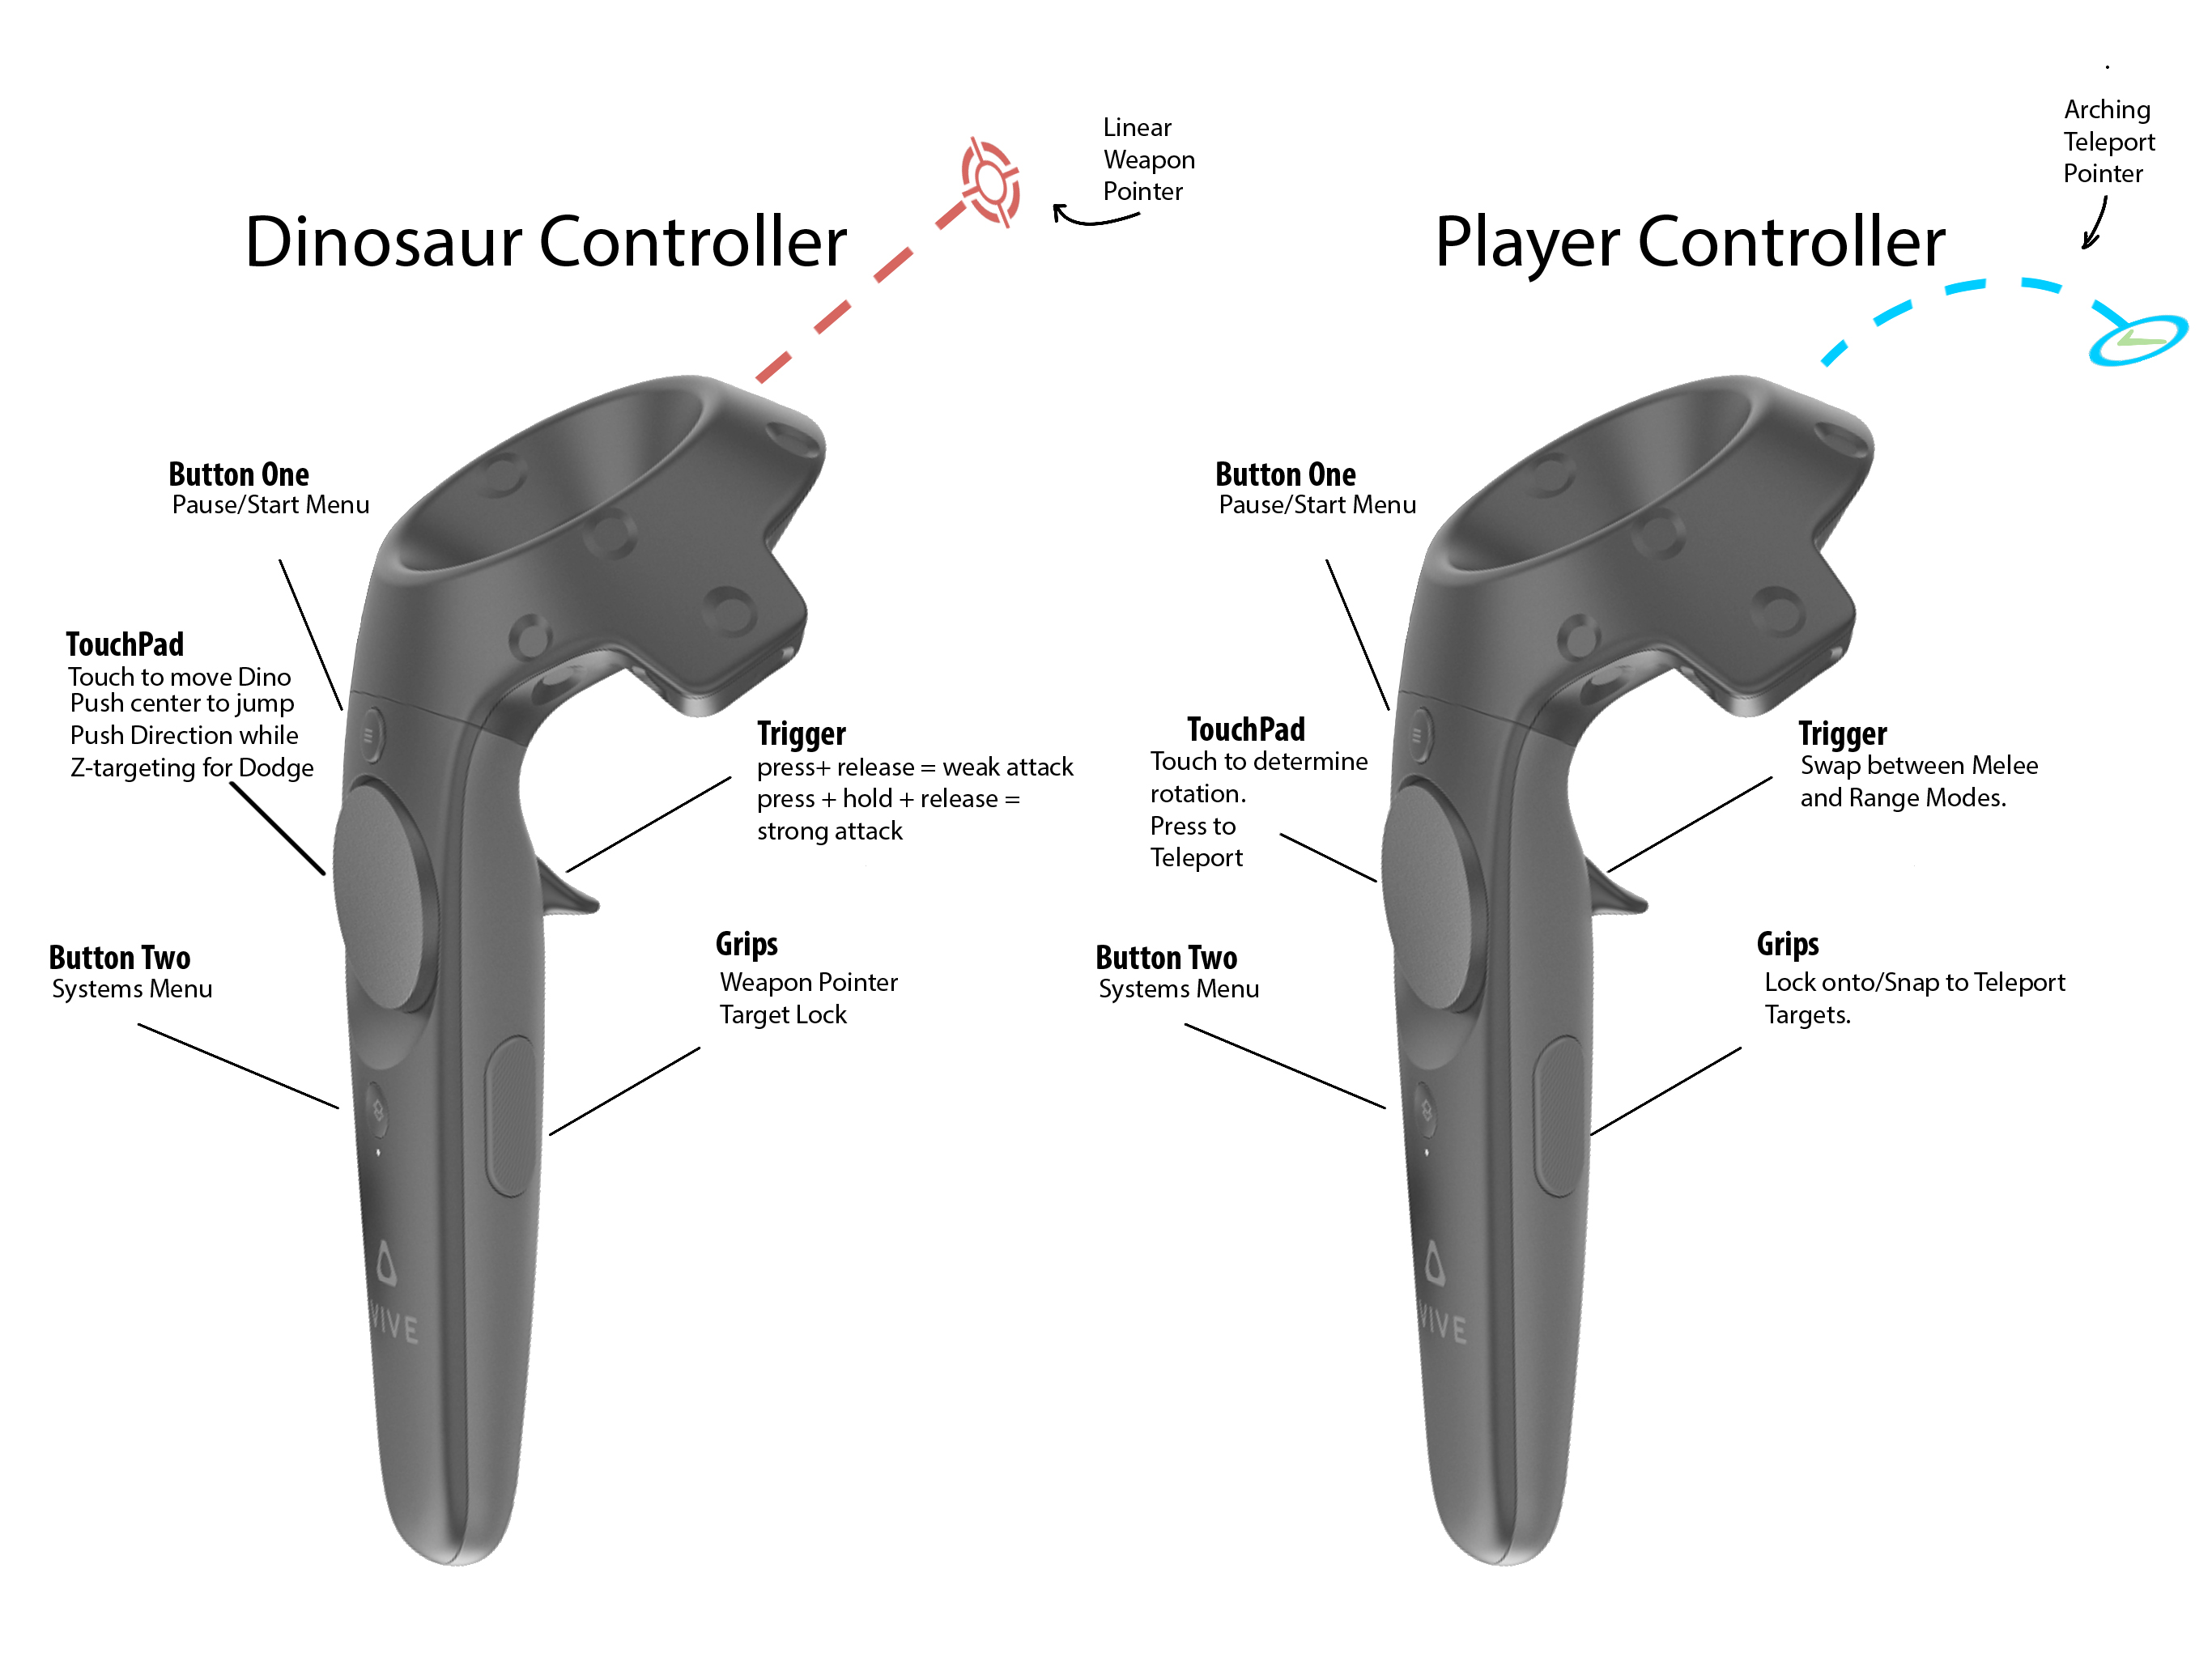 Linear
Weapon
Pointer
Dinosaur Controller
Button One
Pause/Start Menu
TouchPad
Touch to move Dino
Push center to jump
Push Direction while
Z-targeting for Dodge
Trigger
press+ release = weak attack
press + hold + release =
strong attack
Button Two
Systems Menu
Grips
Weapon Pointer
Target Lock
VIVE
Arching
Teleport
Pointer
Player Controller
Button One
Pause/Start Menu
TouchPad
Touch to determine
rotation.
Press to
Teleport
Trigger
Swap between Melee
and Range Modes.
Button Two
Systems Menu
Grips
Lock onto/Snap to Teleport
Targets.
VIVE